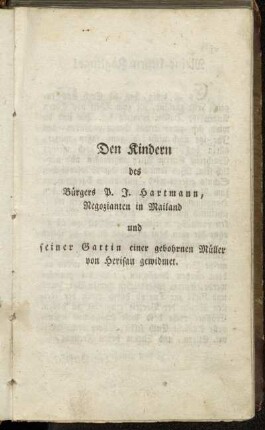 Den Kindern
des
Bürgers P. J. Hartmann,
Negozianten in Mailand
und
seiner Gattin einer gebohrnen Müller
von Herisau gewidmet.